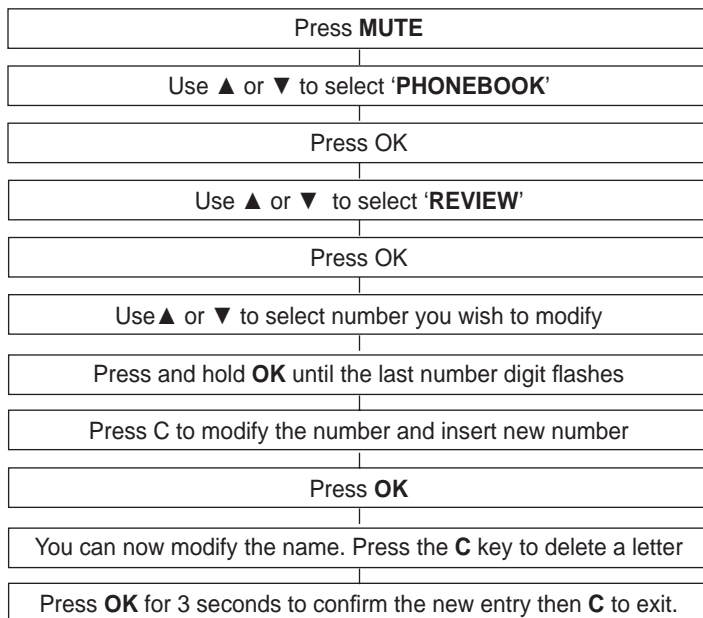 Press MUTE
Use ▲ or ▼ to select ‘PHONEBOOK’
Press OK
Use ▲ or ▼ to select ‘REVIEW’
Press OK
Use▲ or ▼ to select number you wish to modify
Press and hold OK until the last number digit flashes
Press C to modify the number and insert new number
Press OK
You can now modify the name. Press the C key to delete a letter
Press OK for 3 seconds to confirm the new entry then C to exit.